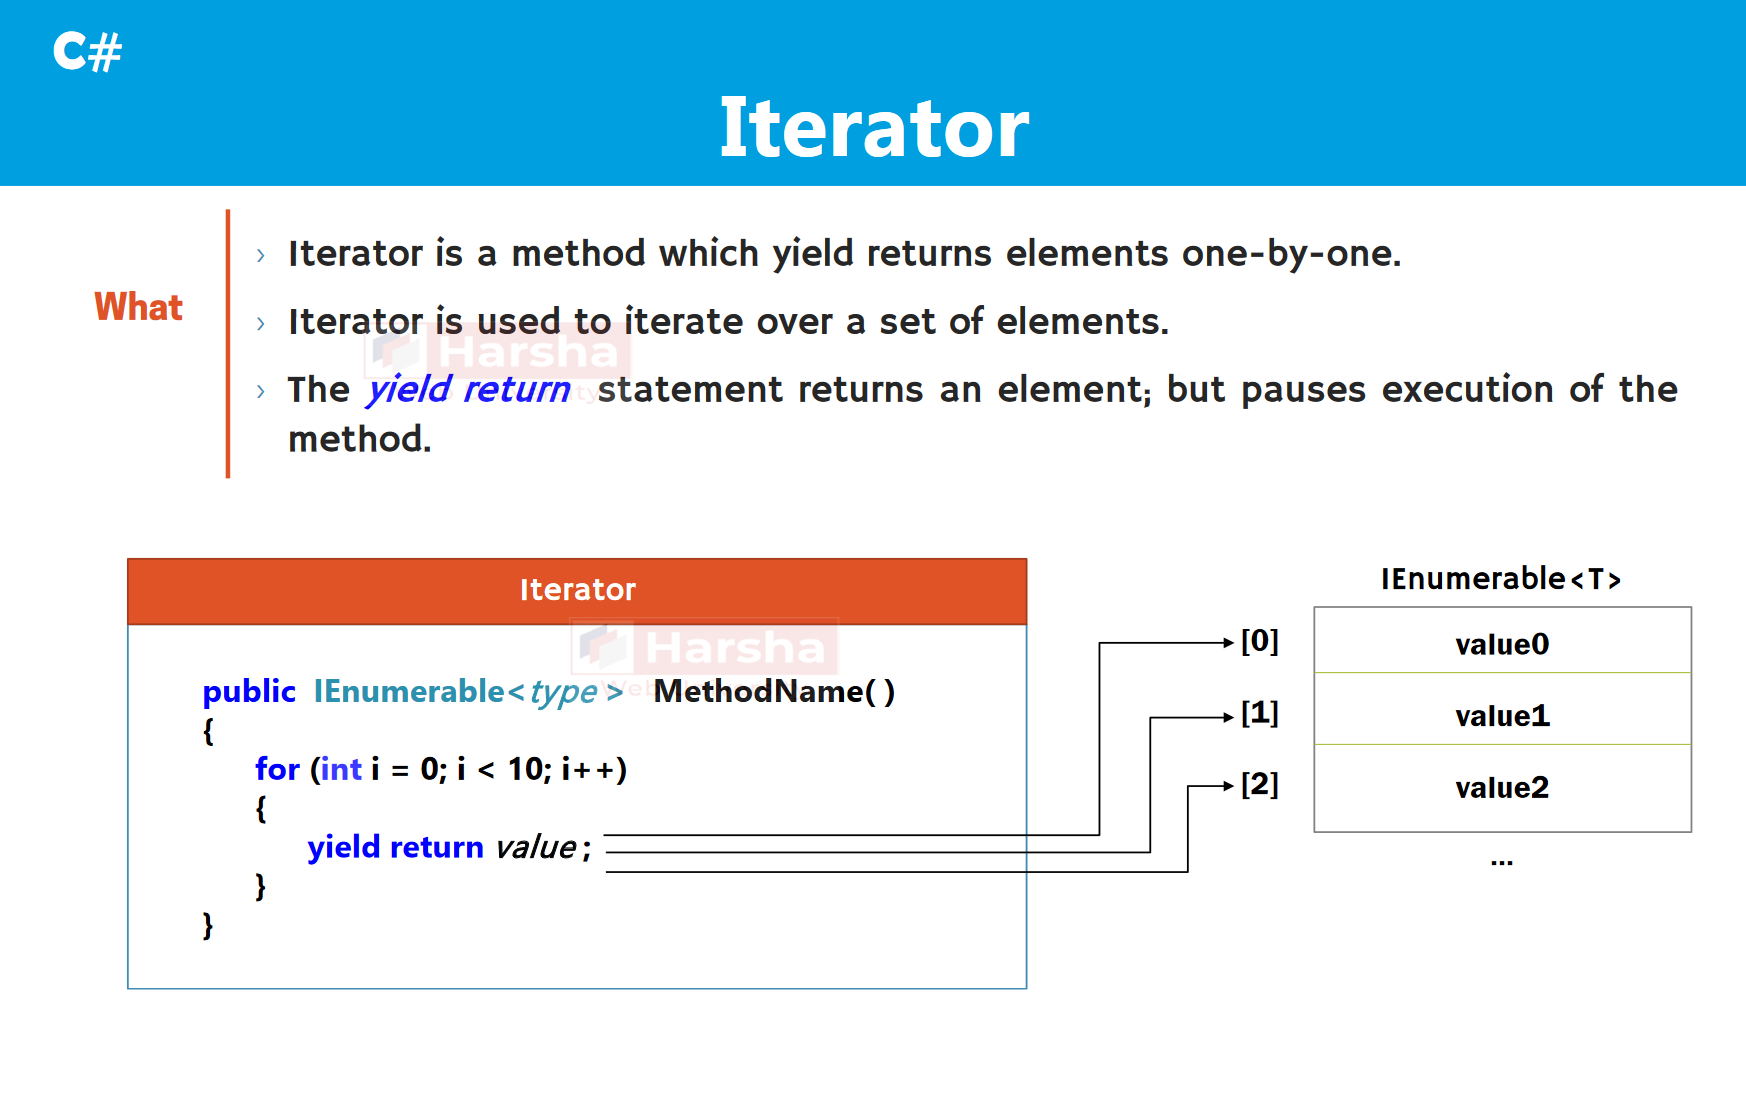 C#
Iterator
What
› Iterator is a method which yield returns elements one-by-one.
› Iterator is used to iterate over a set of elements.
› The yield return statement returns an element; but pauses execution of the
method.
Harsha
Iterator
Harsha
public IEnumerable<type> MethodName( )
{
for (int i = 0; i < 10; i++)
{
yield return value;
}
}
IEnumerable<T>
[0] value0
[1] value1
[2] value2
...